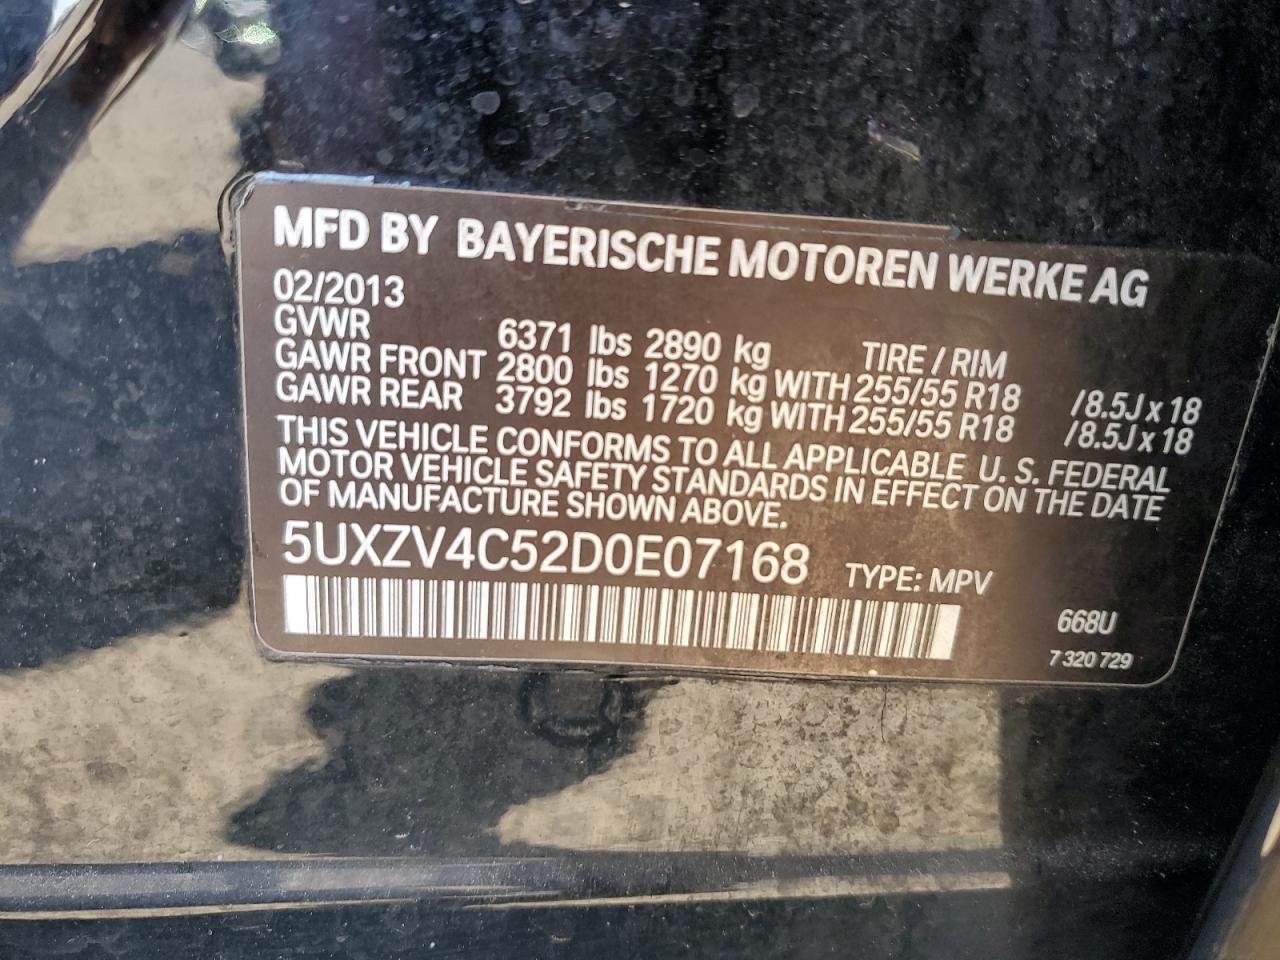 MFD BY BAYERISCHE MOTOREN WERKE AG
02/2013
GVWR 6371 lbs 2890 kg TIRE / RIM
GAWR FRONT 2800 lbs 1270 kg WITH 255/55 R18 /8.5J x 18
GAWR REAR 3792 lbs 1720 kg WITH 255/55 R18 /8.5J x 18
THIS VEHICLE CONFORMS TO ALL APPLICABLE U. S. FEDERAL
MOTOR VEHICLE SAFETY STANDARDS IN EFFECT ON THE DATE
OF MANUFACTURE SHOWN ABOVE.
5UXZV4C52D0E07168 TYPE: MPV
668U
7 320 729